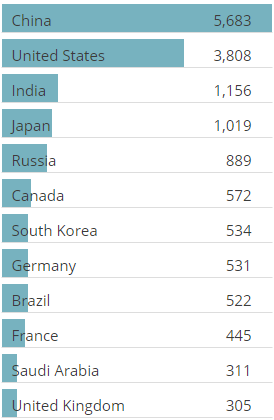 China 5,683
United States 3,808
India 1,156
Japan 1,019
Russia 889
Canada 572
South Korea 534
Germany 531
Brazil 522
France 445
Saudi Arabia 311
United Kingdom 305